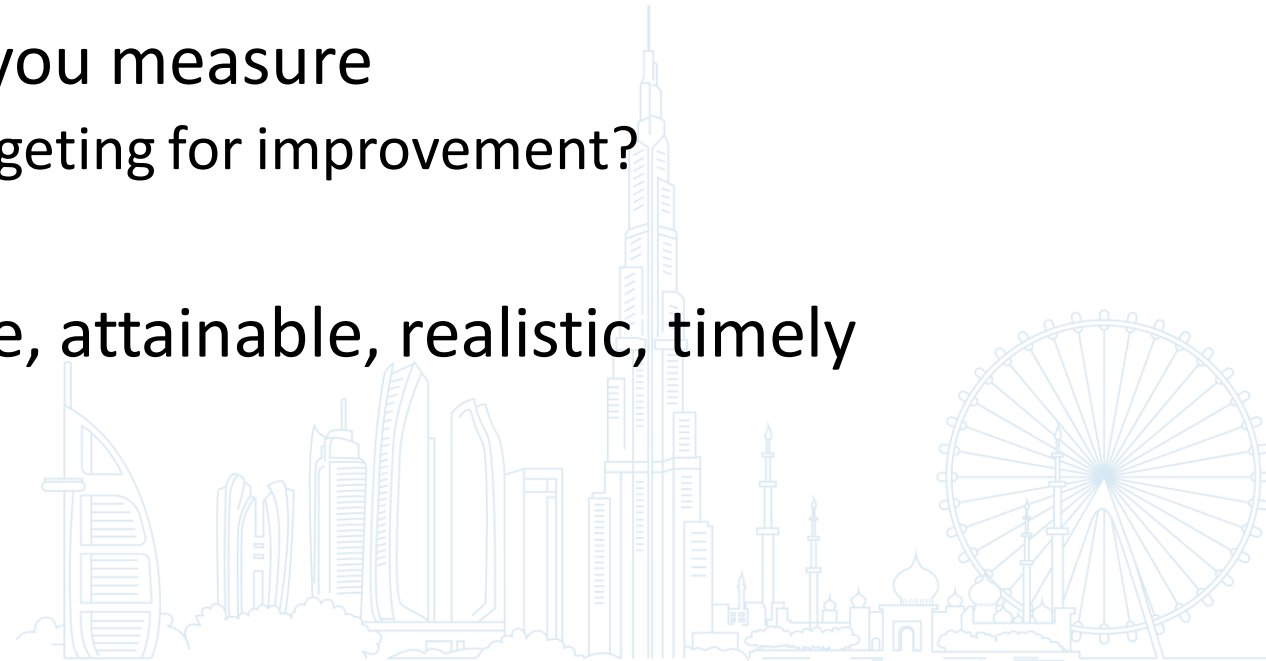 you measure
geting for improvement?
e, attainable, realistic, timely